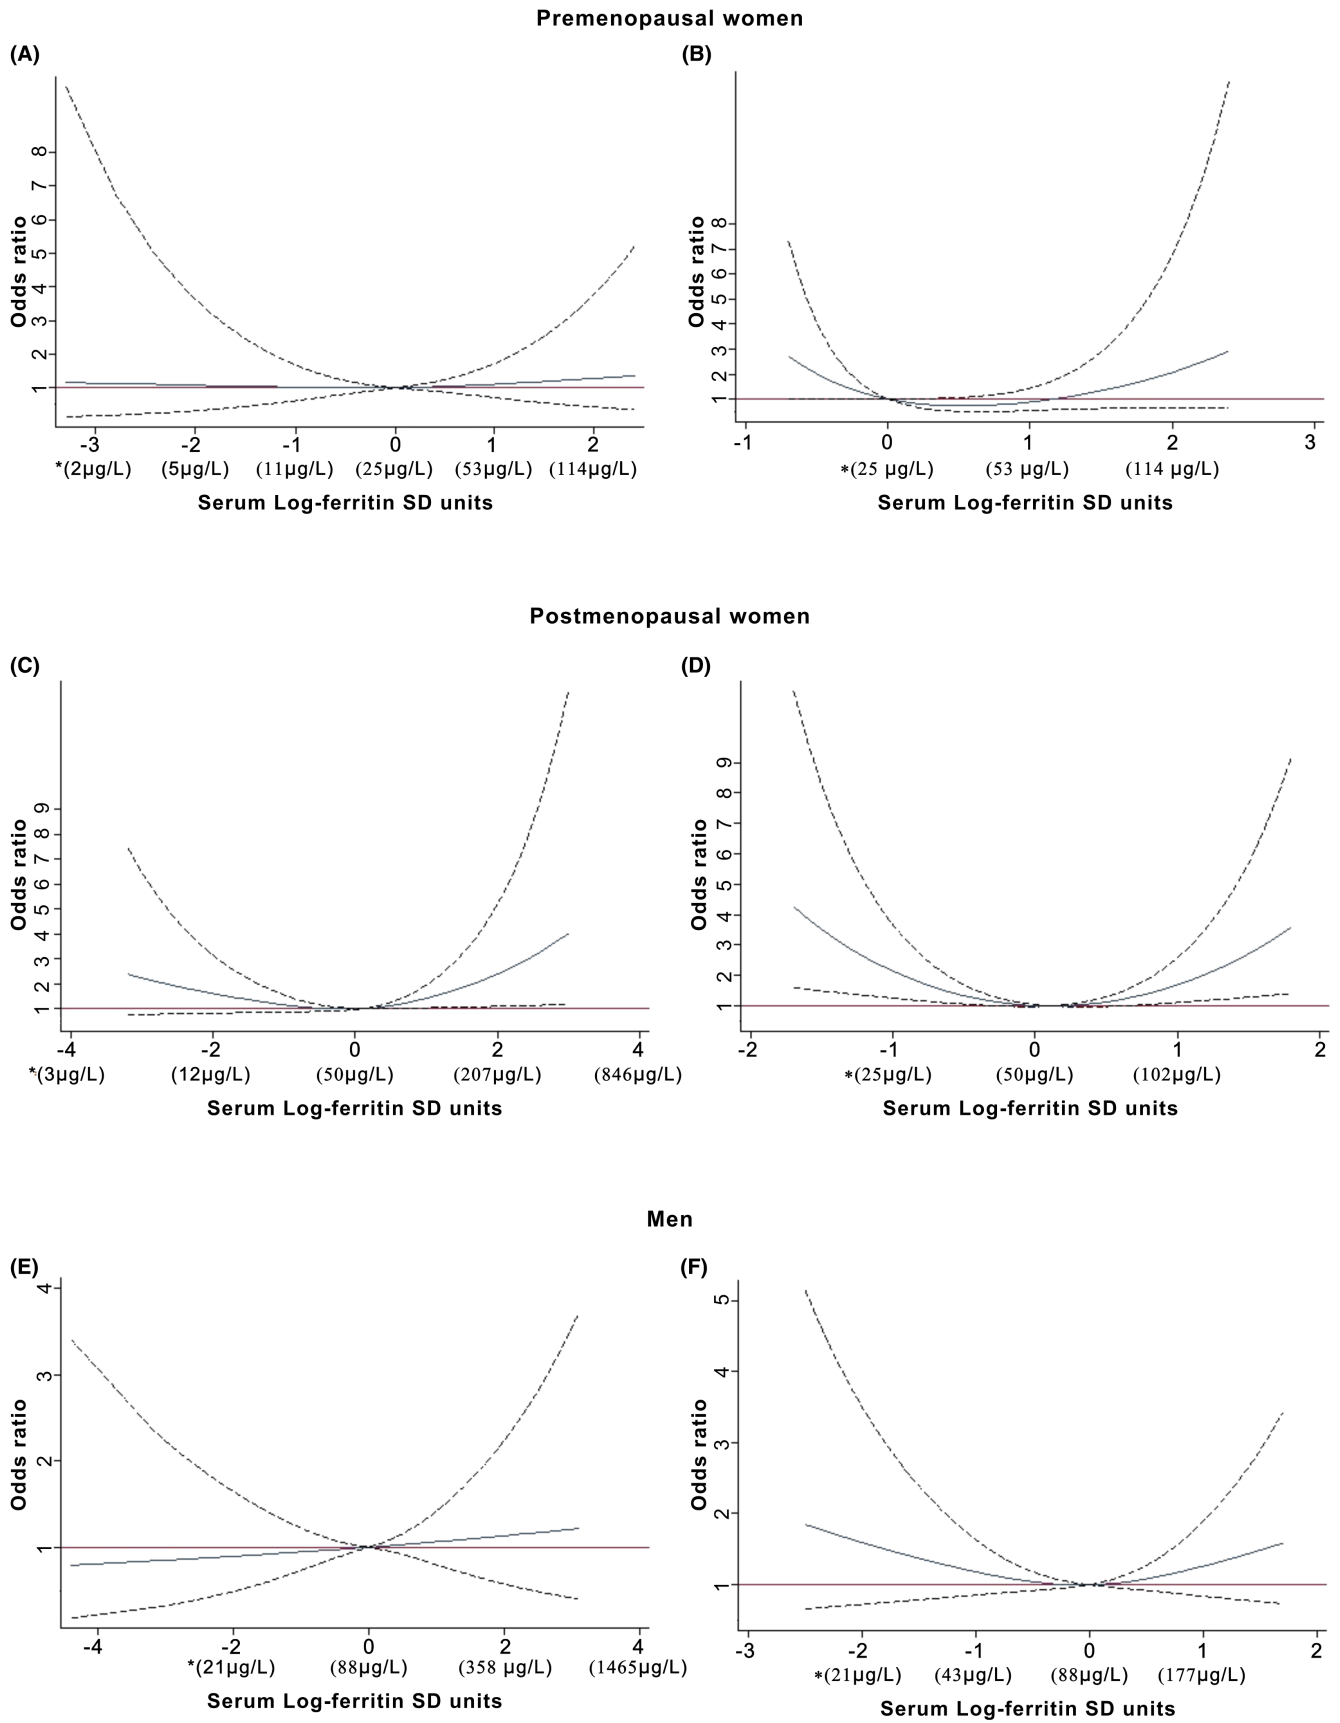 Premenopausal women
(A)
Odds ratio
8
7
6
5
4
3
2
1
-3 -2 -1 0 1 2
*(2µg/L) (5µg/L) (11µg/L) (25µg/L) (53µg/L) (114µg/L)
Serum Log-ferritin SD units
(B)
Odds ratio
8
7
6
5
4
3
2
1
-1 0 1 2 3
*(25 µg/L) (53 µg/L) (114 µg/L)
Serum Log-ferritin SD units
Postmenopausal women
(C)
Odds ratio
9
8
7
6
5
4
3
2
1
-4 -2 0 2 4
*(3µg/L) (12µg/L) (50µg/L) (207µg/L) (846µg/L)
Serum Log-ferritin SD units
(D)
Odds ratio
9
8
7
6
5
4
3
2
1
-2 -1 0 1 2
*(25µg/L) (50µg/L) (102µg/L)
Serum Log-ferritin SD units
Men
(E)
Odds ratio
4
3
2
1
-4 -2 0 2 4
*(21µg/L) (88µg/L) (358 µg/L) (1465µg/L)
Serum Log-ferritin SD units
(F)
Odds ratio
5
4
3
2
1
-3 -2 -1 0 1 2
*(21µg/L) (43µg/L) (88µg/L) (177µg/L)
Serum Log-ferritin SD units